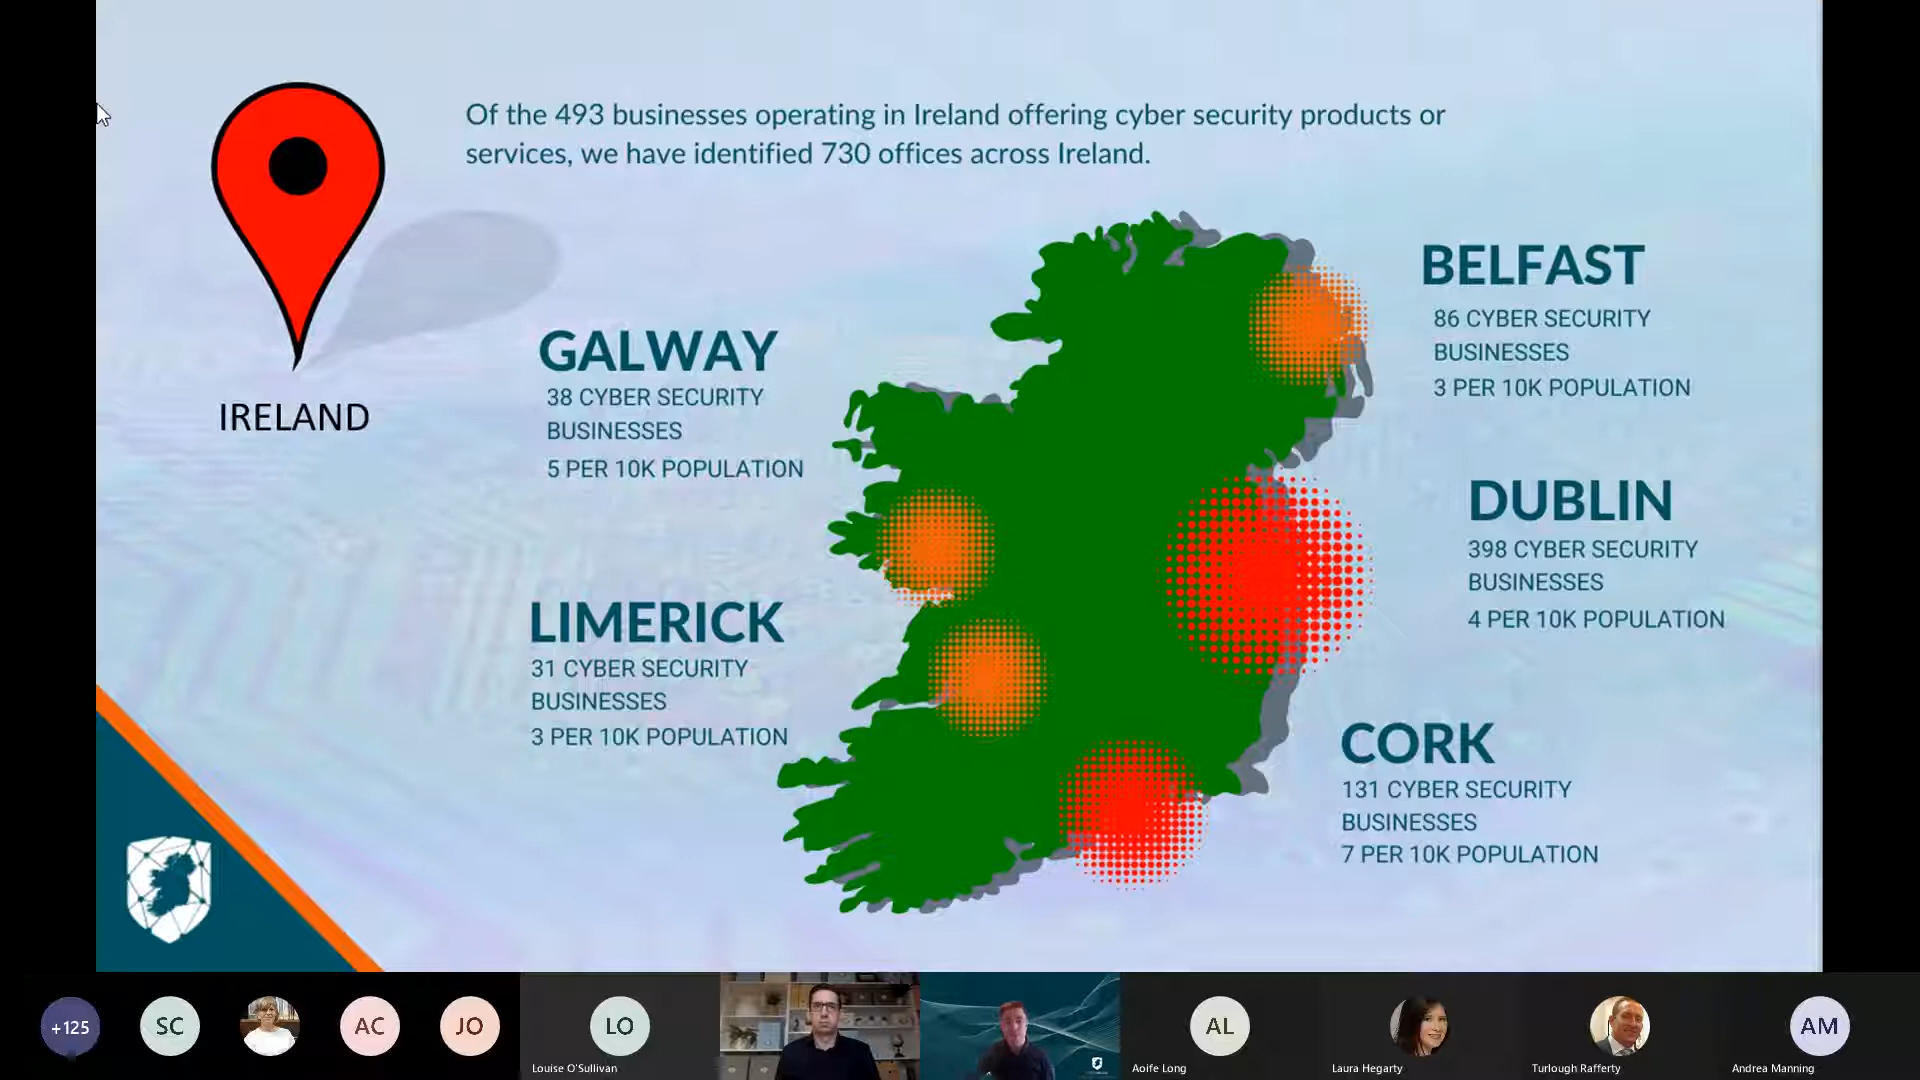 Of the 493 businesses operating in Ireland offering cyber security products or
services, we have identified 730 offices across Ireland.
IRELAND
GALWAY
38 CYBER SECURITY
BUSINESSES
5 PER 10K POPULATION
LIMERICK
31 CYBER SECURITY
BUSINESSES
3 PER 10K POPULATION
BELFAST
86 CYBER SECURITY
BUSINESSES
3 PER 10K POPULATION
DUBLIN
398 CYBER SECURITY
BUSINESSES
4 PER 10K POPULATION
CORK
131 CYBER SECURITY
BUSINESSES
7 PER 10K POPULATION
+125
SC
AC
JO
LO
Louise O'Sullivan
AL
Aoife Long
Laura Hegarty
Turlough Rafferty
AM
Andrea Manning